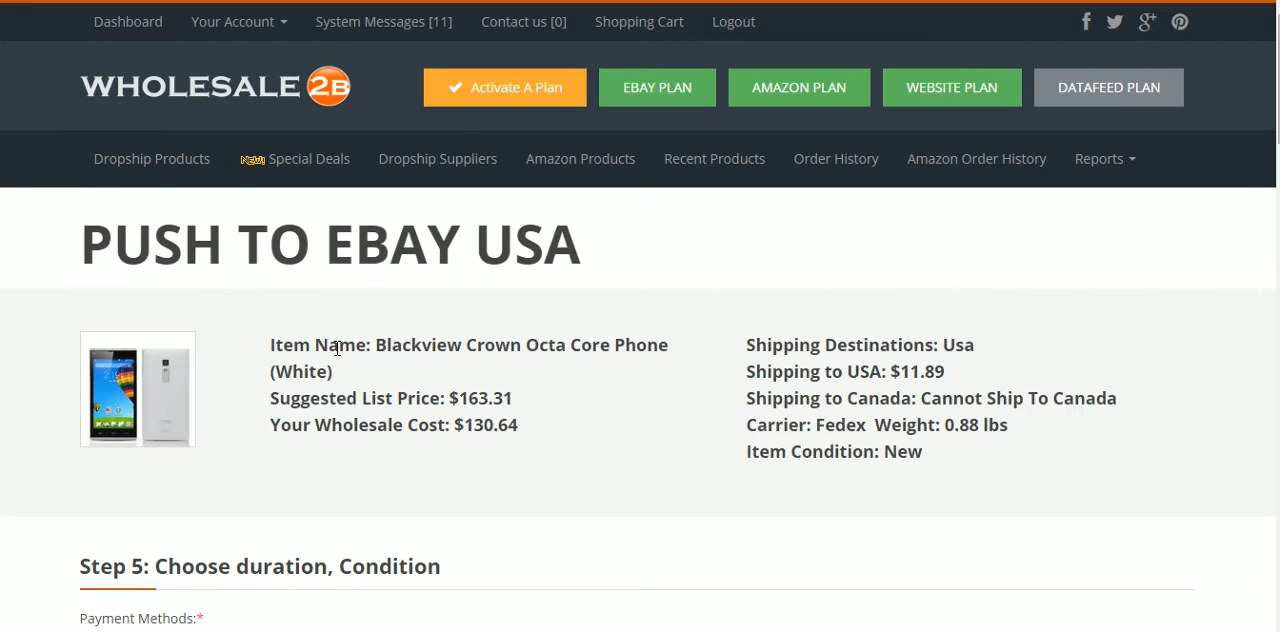 Dashboard Your Account System Messages [11] Contact us [0] Shopping Cart Logout
WHOLESALE 2B Activate A Plan EBAY PLAN AMAZON PLAN WEBSITE PLAN DATAFEED PLAN
Dropship Products NEW! Special Deals Dropship Suppliers Amazon Products Recent Products Order History Amazon Order History Reports
PUSH TO EBAY USA
Item Name: Blackview Crown Octa Core Phone
(White)
Suggested List Price: $163.31
Your Wholesale Cost: $130.64
Shipping Destinations: Usa
Shipping to USA: $11.89
Shipping to Canada: Cannot Ship To Canada
Carrier: Fedex Weight: 0.88 lbs
Item Condition: New
Step 5: Choose duration, Condition
Payment Methods:*